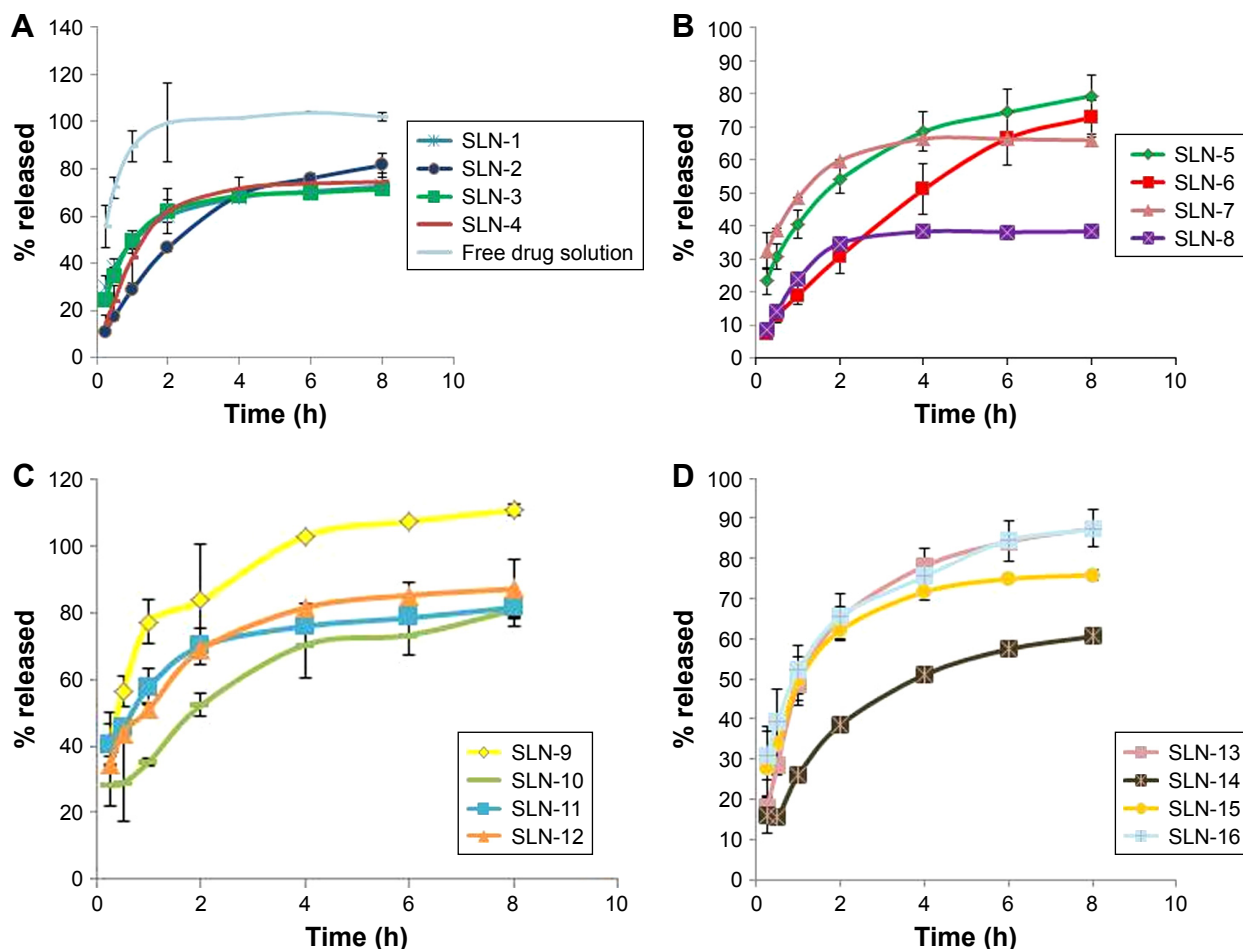 A
140
120
100
80
60
40
20
0
% released
0 2 4 6 8 10
Time (h)
SLN-1
SLN-2
SLN-3
SLN-4
Free drug solution
B
100
90
80
70
60
50
40
30
20
10
0
% released
0 2 4 6 8 10
Time (h)
SLN-5
SLN-6
SLN-7
SLN-8
C
120
100
80
60
40
20
0
% released
0 2 4 6 8 10
Time (h)
SLN-9
SLN-10
SLN-11
SLN-12
D
100
90
80
70
60
50
40
30
20
10
0
% released
0 2 4 6 8 10
Time (h)
SLN-13
SLN-14
SLN-15
SLN-16